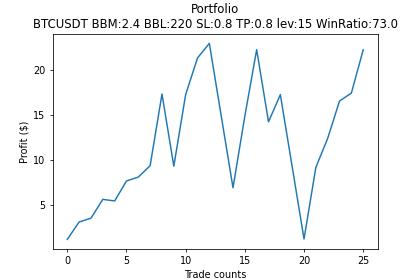 Portfolio
BTCUSDT BBM:2.4 BBL:220 SL:0.8 TP:0.8 lev:15 WinRatio:73.0
Profit ($)
20
15
10
5
0 5 10 15 20 25
Trade counts